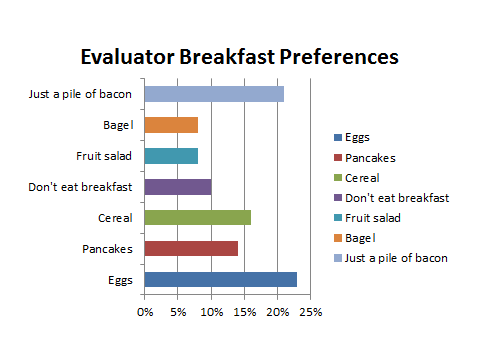 Evaluator Breakfast Preferences
Just a pile of bacon
Bagel
Fruit salad
Don't eat breakfast
Cereal
Pancakes
Eggs
0% 5% 10% 15% 20% 25%
Eggs
Pancakes
Cereal
Don't eat breakfast
Fruit salad
Bagel
Just a pile of bacon